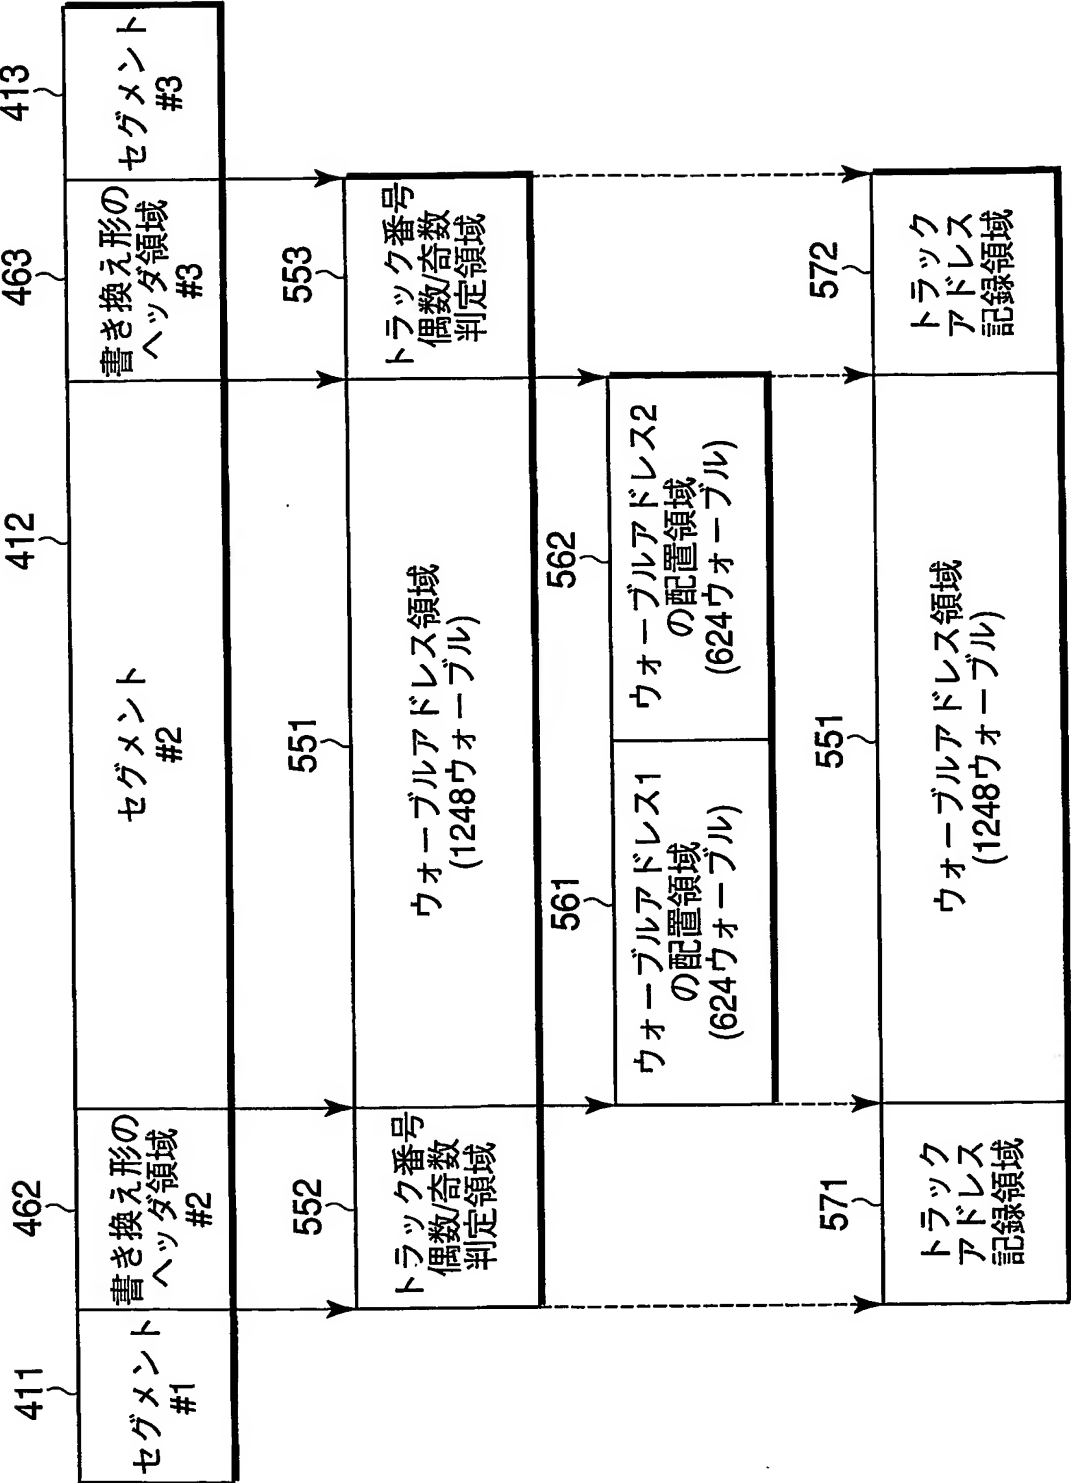 411
462
412
463
413
セグメント
#1
書き換え形の
ヘッダ領域
#2
セグメント
#2
書き換え形の
ヘッダ領域
#3
セグメント
#3
552
551
553
トラック番号
偶数/奇数
判定領域
ウォーブルアドレス領域
(1248ウォーブル)
トラック番号
偶数/奇数
判定領域
561
562
ウォーブルアドレス1
の配置領域
(624ウォーブル)
ウォーブルアドレス2
の配置領域
(624ウォーブル)
571
551
572
トラック
アドレス
記録領域
ウォーブルアドレス領域
(1248ウォーブル)
トラック
アドレス
記録領域